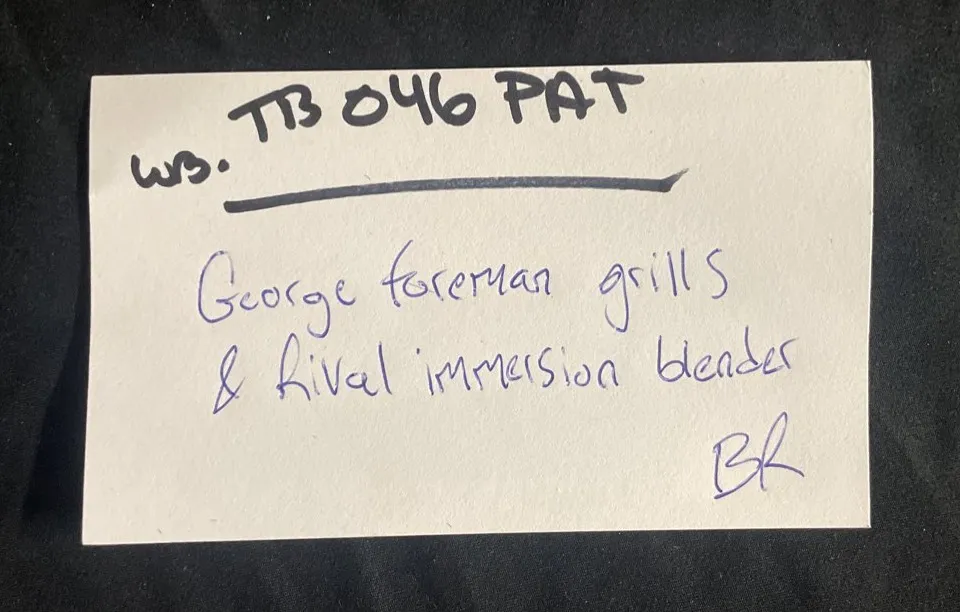 TB 046 PAT
WB.
George foreman grills
& Rival immersion blender
BR